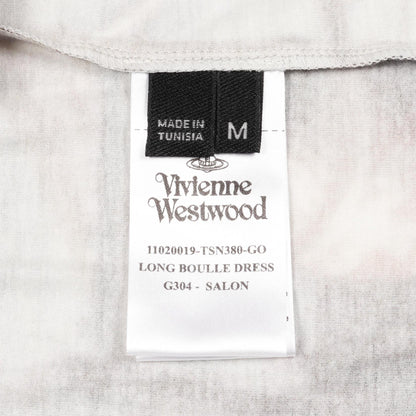 MADE IN
TUNISIA
M
Vivienne
Westwood
11020019-TSN380-GO
LONG BOULLE DRESS
G304 - SALON